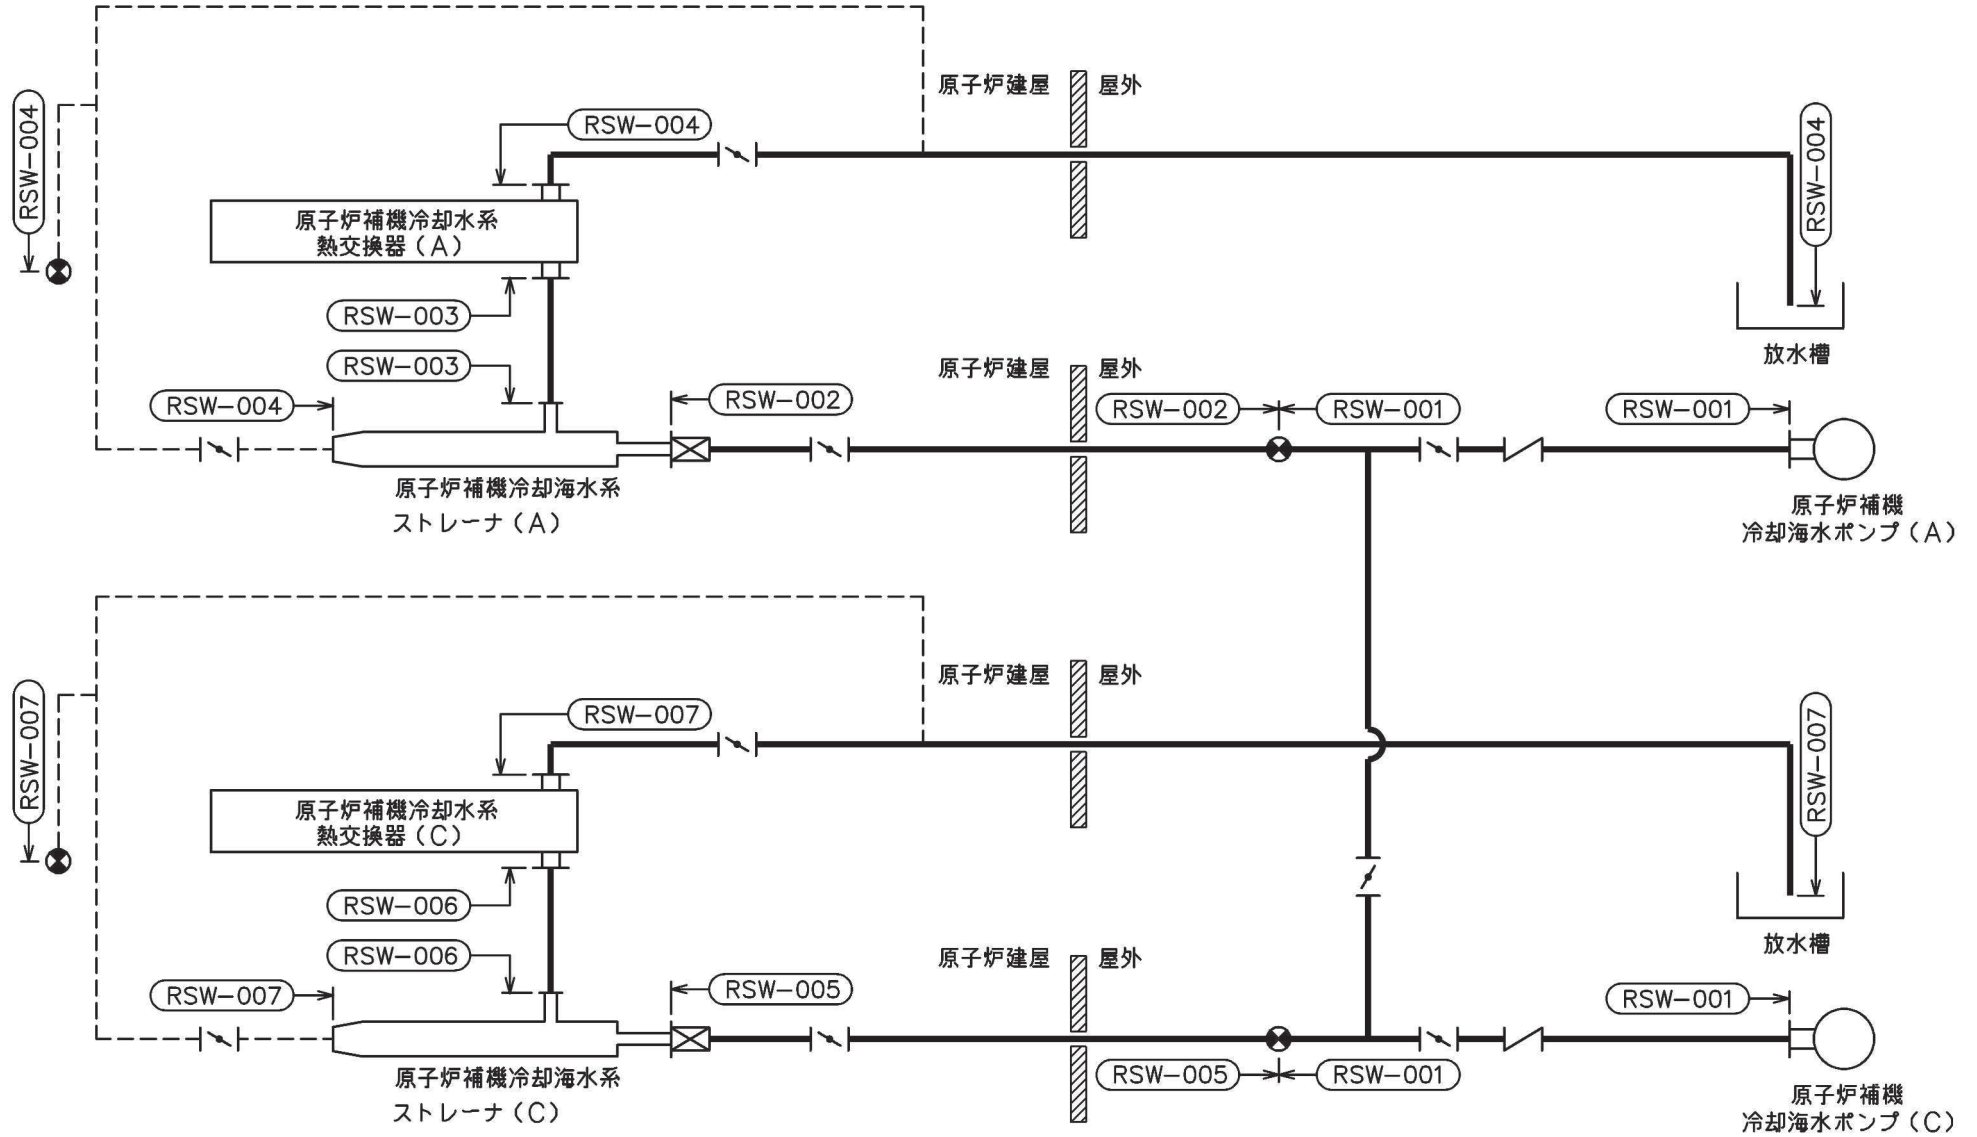 原子炉建屋
屋外
RSW-004
RSW-004
RSW-004
原子炉補機冷却水系
熱交換器(A)
RSW-003
RSW-003
放水槽
RSW-004
RSW-002
原子炉建屋
屋外
RSW-002
RSW-001
RSW-001
原子炉補機冷却海水系
ストレーナ(A)
原子炉補機
冷却海水ポンプ(A)
原子炉建屋
屋外
RSW-007
RSW-007
RSW-007
原子炉補機冷却水系
熱交換器(C)
RSW-006
RSW-006
放水槽
RSW-007
RSW-005
原子炉建屋
屋外
RSW-001
RSW-005
RSW-001
原子炉補機冷却海水系
ストレーナ(C)
原子炉補機
冷却海水ポンプ(C)